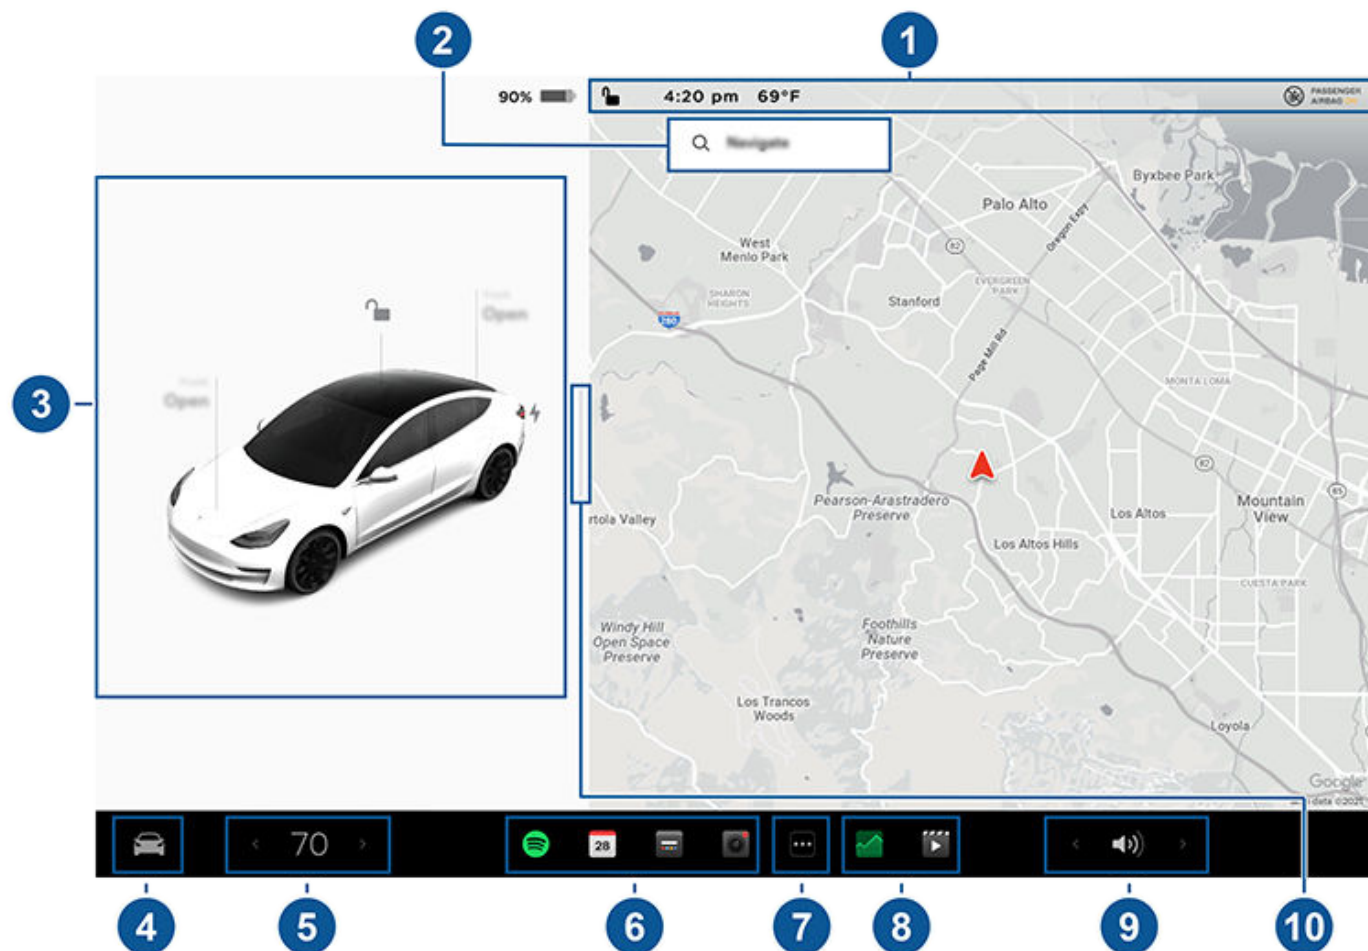 2
1
90%
4:20 pm 69°F
PASSENGER
AIRBAG
Byxbee Park
Palo Alto
Oregon Expy
West
Menlo Park
82
EVERGREEN
PARK
SHARON
HEIGHTS
Stanford
280
Page Mill Rd
MONTA LOMA
3
82
85
Pearson-Arastradero
Preserve
Mountain
View
rtola Valley
Los Altos
Los Altos Hills
CUESTA PARK
Windy Hill
Open Space
Preserve
Foothills
Nature
Preserve
Los Trancos
Woods
Loyola
Google
data ©2021
70
28
4
5
6
7
8
9
10